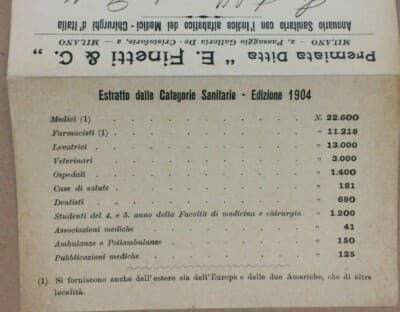 Annuario Sanitario con l'Indice alfabetico dei Medici - Chirurghi d'Italia
MILANO - 2, Passaggio Galleria De-Cristoforis, 2 - MILANO
Premiata Ditta " E. Finetti & C. „
Estratto delle Categorie Sanitarie - Edizione 1904
Medici (1) . . . . . . . . . N. 22.600
Farmacisti (1) . . . . . . . . . » 11.218
Levatrici . . . . . . . . . » 13.000
Veterinari . . . . . . . . . » 3.000
Ospedali . . . . . . . . . » 1.400
Case di salute . . . . . . . . . » 181
Dentisti . . . . . . . . . » 690
Studenti del 4. e 5. anno della Facoltà di medicina e chirurgia » 1.200
Associazioni mediche . . . . . . . . » 41
Ambulanze e Poliambulanze . . . . . . . » 150
Pubblicazioni mediche . . . . . . . . » 125
(1) Si forniscono anche dell'estero sia dell'Europa e delle due Amariche, che di altre
località.